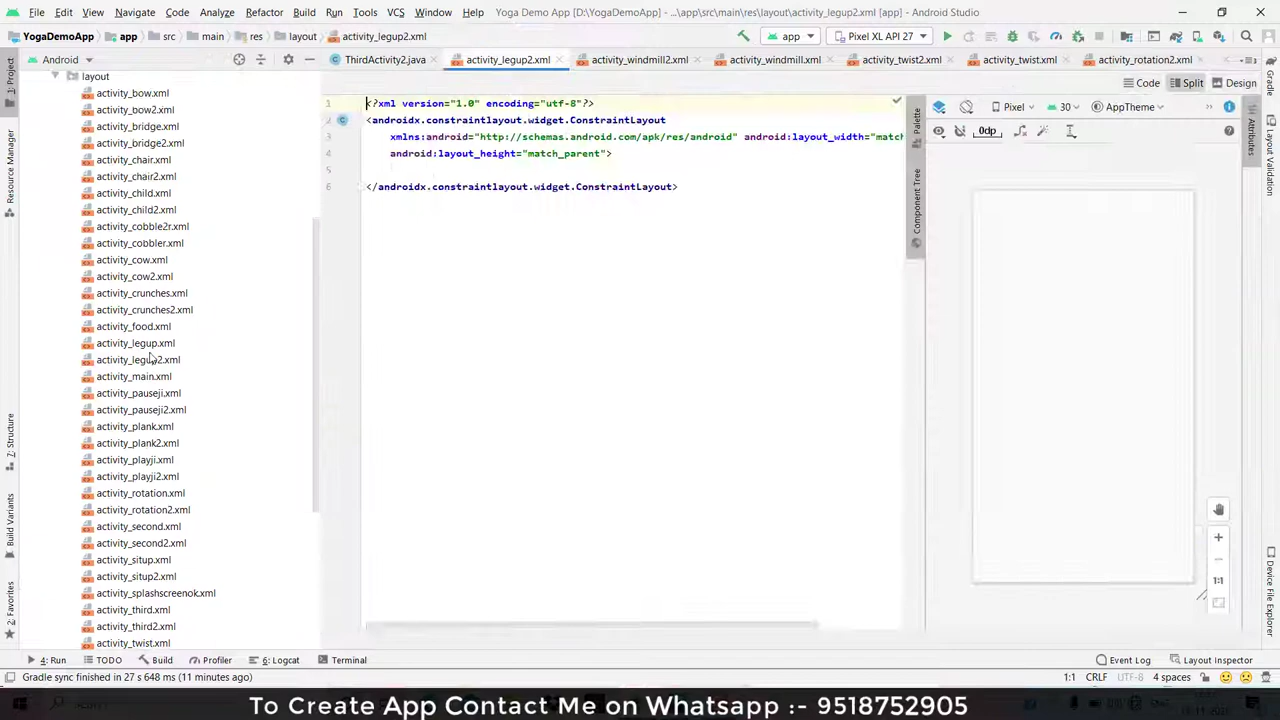 File Edit View Navigate Code Analyze Refactor Build Run Tools VCS Window Help Yoga Demo App [D:\YogaDemoApp] - ...\app\src\main\res\layout\activity_legup2.xml [app] - Android Studio
YogaDemoApp app src main res layout activity_legup2.xml app Pixel XL API 27
Android ThirdActivity2.java activity_legup2.xml activity_windmill2.xml activity_windmill.xml activity_twist2.xml activity_twist.xml activity_rotation2.xml
Code Split Design
Pixel 30 AppTheme
0dp
1: Project
Resource Manager
7: Structure
Build Variants
2: Favorites
layout
activity_bow.xml
activity_bow2.xml
activity_bridge.xml
activity_bridge2.xml
activity_chair.xml
activity_chair2.xml
activity_child.xml
activity_child2.xml
activity_cobble2r.xml
activity_cobbler.xml
activity_cow.xml
activity_cow2.xml
activity_crunches.xml
activity_crunches2.xml
activity_food.xml
activity_legup.xml
activity_legup2.xml
activity_main.xml
activity_pauseji.xml
activity_pauseji2.xml
activity_plank.xml
activity_plank2.xml
activity_playji.xml
activity_playji2.xml
activity_rotation.xml
activity_rotation2.xml
activity_second.xml
activity_second2.xml
activity_situp.xml
activity_situp2.xml
activity_splashscreenok.xml
activity_third.xml
activity_third2.xml
activity_twist.xml
1 <?xml version="1.0" encoding="utf-8"?>
2 <androidx.constraintlayout.widget.ConstraintLayout
3 xmlns:android="http://schemas.android.com/apk/res/android" android:layout_width="match
4 android:layout_height="match_parent">
5
6 </androidx.constraintlayout.widget.ConstraintLayout>
Palette
Component Tree
Attributes
1:1
Gradle
Layout Validation
Device File Explorer
4: Run TODO Build Profiler 6: Logcat Terminal Event Log Layout Inspector
Gradle sync finished in 27 s 648 ms (11 minutes ago) 1:1 CRLF UTF-8 4 spaces
To Create App Contact Me on Whatsapp :- 9518752905